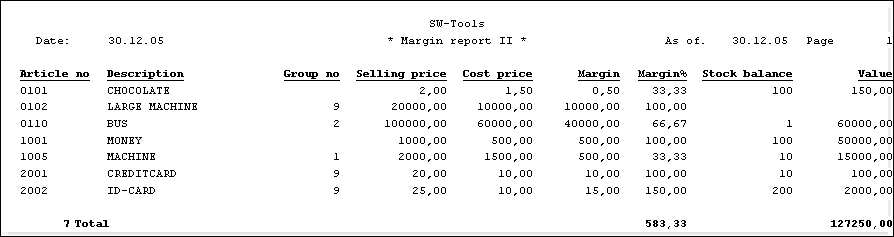 SW-Tools
Date: 30.12.05 * Margin report II * As of. 30.12.05 Page 1
Article no Description Group no Selling price Cost price Margin Margin% Stock balance Value
0101 CHOCOLATE 2,00 1,50 0,50 33,33 100 150,00
0102 LARGE MACHINE 9 20000,00 10000,00 10000,00 100,00
0110 BUS 2 100000,00 60000,00 40000,00 66,67 1 60000,00
1001 MONEY 1000,00 500,00 500,00 100,00 100 50000,00
1005 MACHINE 1 2000,00 1500,00 500,00 33,33 10 15000,00
2001 CREDITCARD 9 20,00 10,00 10,00 100,00 10 100,00
2002 ID-CARD 9 25,00 10,00 15,00 150,00 200 2000,00
7 Total 583,33 127250,00